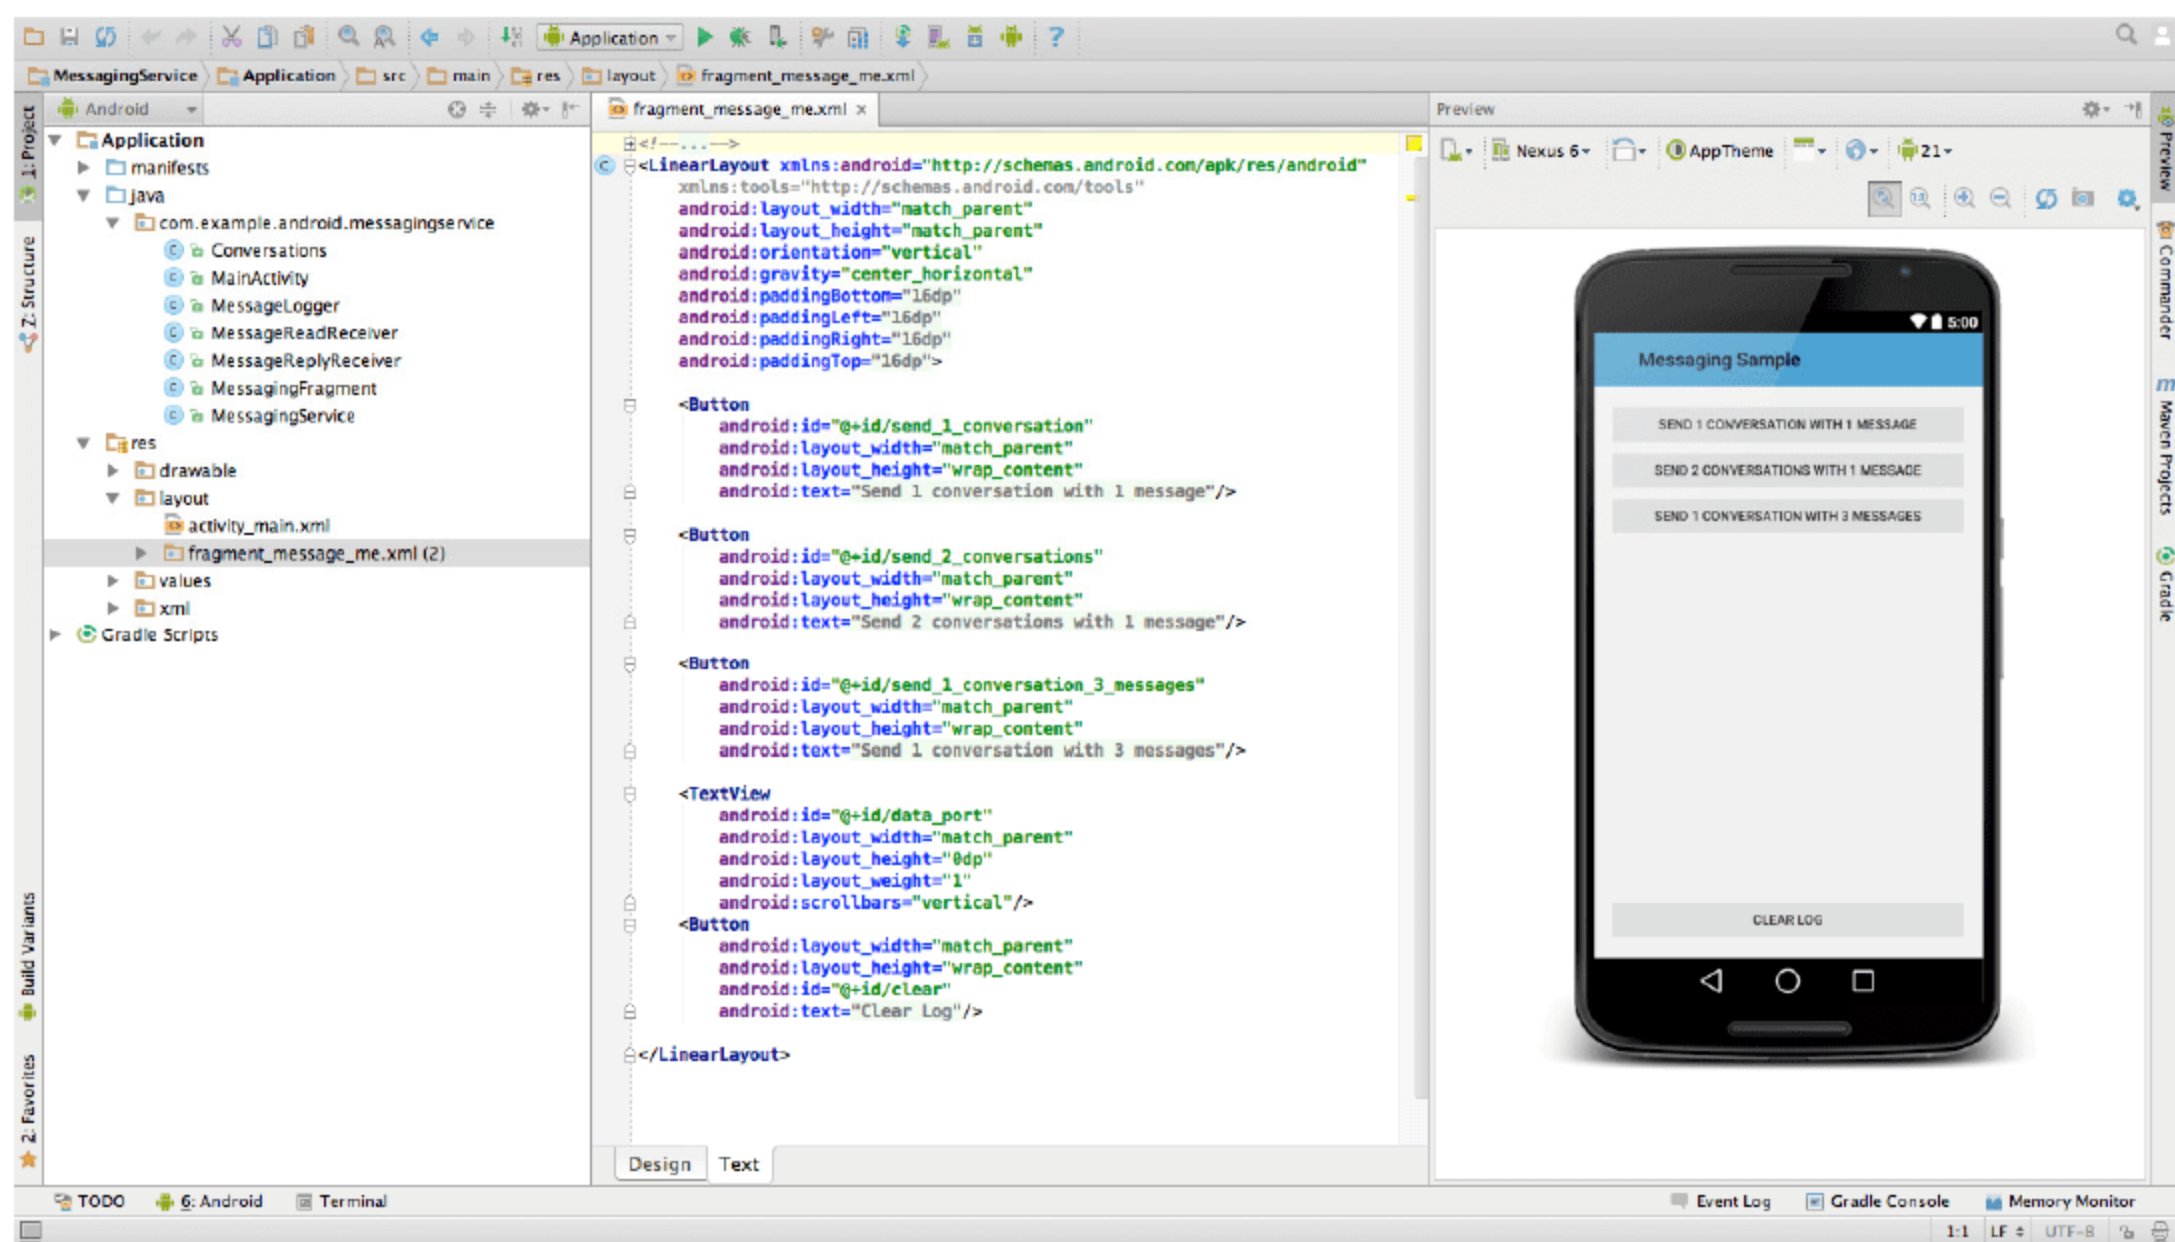 Application
?
MessagingService
Application
src
main
res
layout
fragment_message_me.xml
1: Project
Z: Structure
Build Variants
2: Favorites
Android
Application
manifests
java
com.example.android.messagingservice
Conversations
MainActivity
MessageLogger
MessageReadReceiver
MessageReplyReceiver
MessagingFragment
MessagingService
res
drawable
layout
activity_main.xml
fragment_message_me.xml (2)
values
xml
Gradle Scripts
fragment_message_me.xml ×
<!--...-->
<LinearLayout xmlns:android="http://schemas.android.com/apk/res/android"
xmlns:tools="http://schemas.android.com/tools"
android:layout_width="match_parent"
android:layout_height="match_parent"
android:orientation="vertical"
android:gravity="center_horizontal"
android:paddingBottom="16dp"
android:paddingLeft="16dp"
android:paddingRight="16dp"
android:paddingTop="16dp">
<Button
android:id="@+id/send_1_conversation"
android:layout_width="match_parent"
android:layout_height="wrap_content"
android:text="Send 1 conversation with 1 message"/>
<Button
android:id="@+id/send_2_conversations"
android:layout_width="match_parent"
android:layout_height="wrap_content"
android:text="Send 2 conversations with 1 message"/>
<Button
android:id="@+id/send_1_conversation_3_messages"
android:layout_width="match_parent"
android:layout_height="wrap_content"
android:text="Send 1 conversation with 3 messages"/>
<TextView
android:id="@+id/data_port"
android:layout_width="match_parent"
android:layout_height="0dp"
android:layout_weight="1"
android:scrollbars="vertical"/>
<Button
android:layout_width="match_parent"
android:layout_height="wrap_content"
android:id="@+id/clear"
android:text="Clear Log"/>
</LinearLayout>
Design
Text
Preview
Nexus 6
AppTheme
21
5:00
Messaging Sample
SEND 1 CONVERSATION WITH 1 MESSAGE
SEND 2 CONVERSATIONS WITH 1 MESSAGE
SEND 1 CONVERSATION WITH 3 MESSAGES
CLEAR LOG
Preview
Commander
Maven Projects
Gradle
TODO
6: Android
Terminal
Event Log
Gradle Console
Memory Monitor
1:1
LF
UTF-8